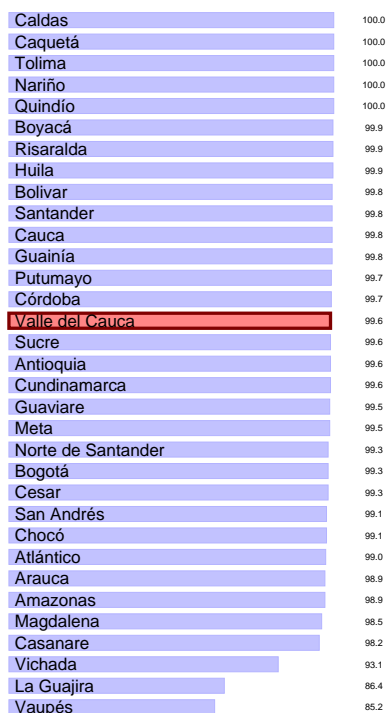 Caldas 100.0
Caquetá 100.0
Tolima 100.0
Nariño 100.0
Quindío 100.0
Boyacá 99.9
Risaralda 99.9
Huila 99.9
Bolivar 99.8
Santander 99.8
Cauca 99.8
Guainía 99.8
Putumayo 99.7
Córdoba 99.7
Valle del Cauca 99.6
Sucre 99.6
Antioquia 99.6
Cundinamarca 99.6
Guaviare 99.5
Meta 99.5
Norte de Santander 99.3
Bogotá 99.3
Cesar 99.3
San Andrés 99.1
Chocó 99.1
Atlántico 99.0
Arauca 98.9
Amazonas 98.9
Magdalena 98.5
Casanare 98.2
Vichada 93.1
La Guajira 86.4
Vaupés 85.2